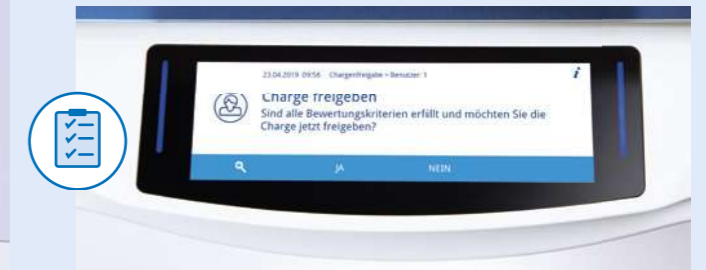 23.04.2019 09:56 Chargenfreigabe > Benutzer 1
i
Charge freigeben
Sind alle Bewertungskriterien erfüllt und möchten Sie die
Charge jetzt freigeben?
JA NEIN